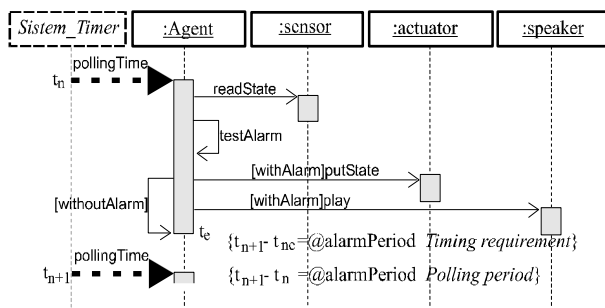 Sistem_Timer :Agent :sensor :actuator :speaker
pollingTime
tn
readState
testAlarm
[withAlarm]putState
[withoutAlarm]
[withAlarm]play
te
{tn+1- tnc=@alarmPeriod Timing requirement}
pollingTime
tn+1
{tn+1- tn =@alarmPeriod Polling period}